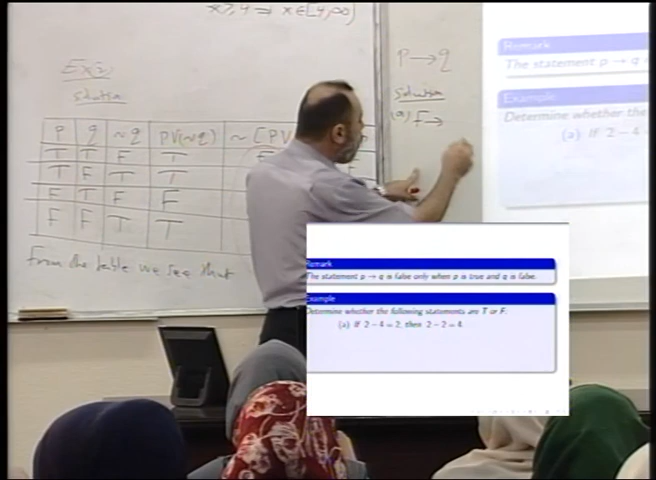 x ≥ 4 ⇒ x ∈ [4, ∞)
Ex(2)
Solution
p q ~q p∨(~q) ~[p∨
T T F T F
T F T T
F T F F
F F T T
From the table we see that
p → q
Solution
(a) F →
Remark
The statement p → q
Example
Determine whether the
(a) If 2 − 4 =
Remark
The statement p → q is false only when p is true and q is false.
Example
Determine whether the following statements are T or F:
(a) If 2 − 4 = 2, then 2 − 2 = 4.